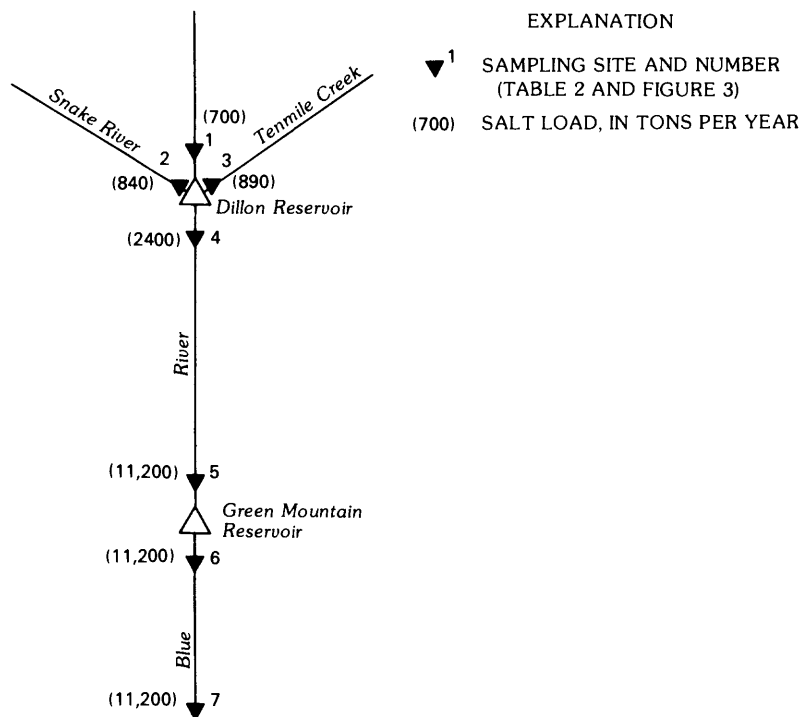 EXPLANATION
1 SAMPLING SITE AND NUMBER
(TABLE 2 AND FIGURE 3)
(700) SALT LOAD, IN TONS PER YEAR
Snake River
(700)
Tenmile Creek
1
2
3
(840)
(890)
Dillon Reservoir
(2400)
4
River
(11,200)
5
Green Mountain
Reservoir
(11,200)
6
Blue
(11,200)
7